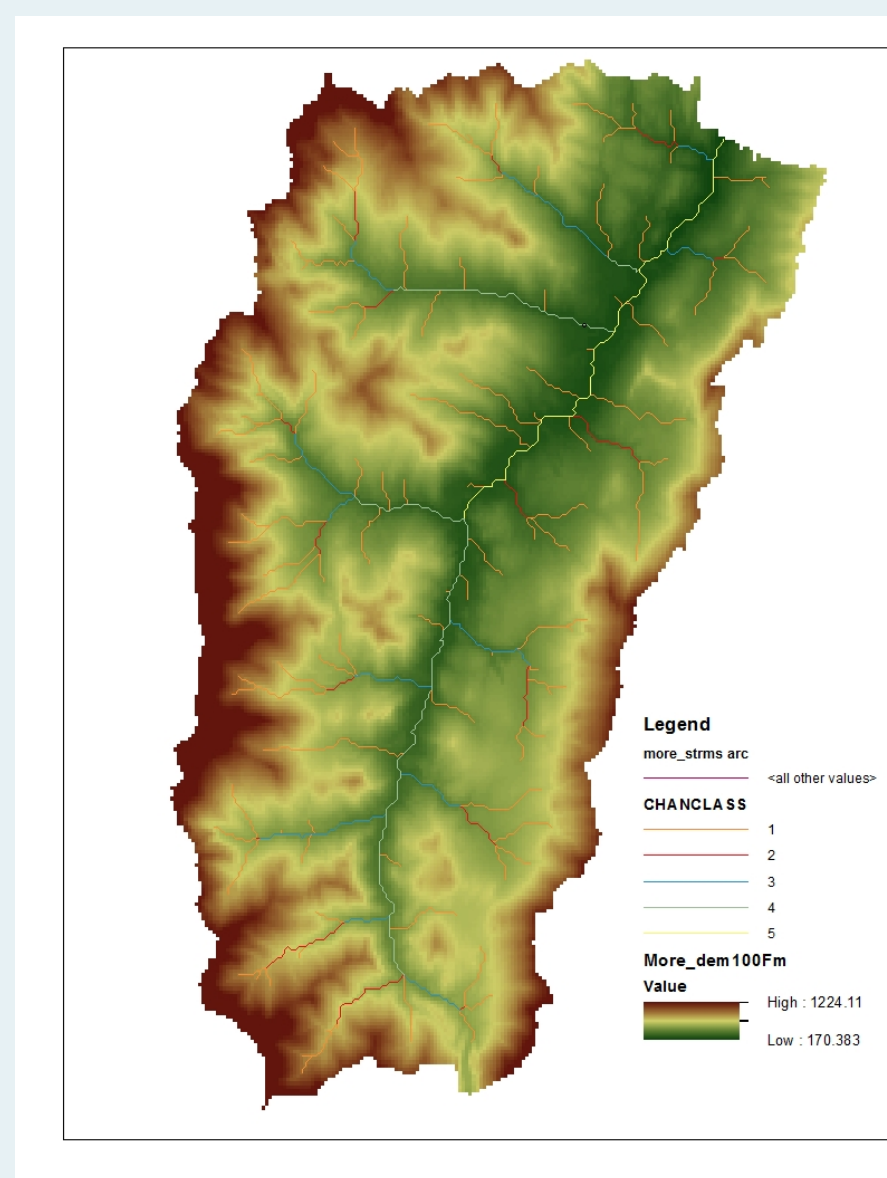 Legend
more_strms arc
<all other values>
CHANCLASS
1
2
3
4
5
More_dem100Fm
Value
High : 1224.11
Low : 170.383